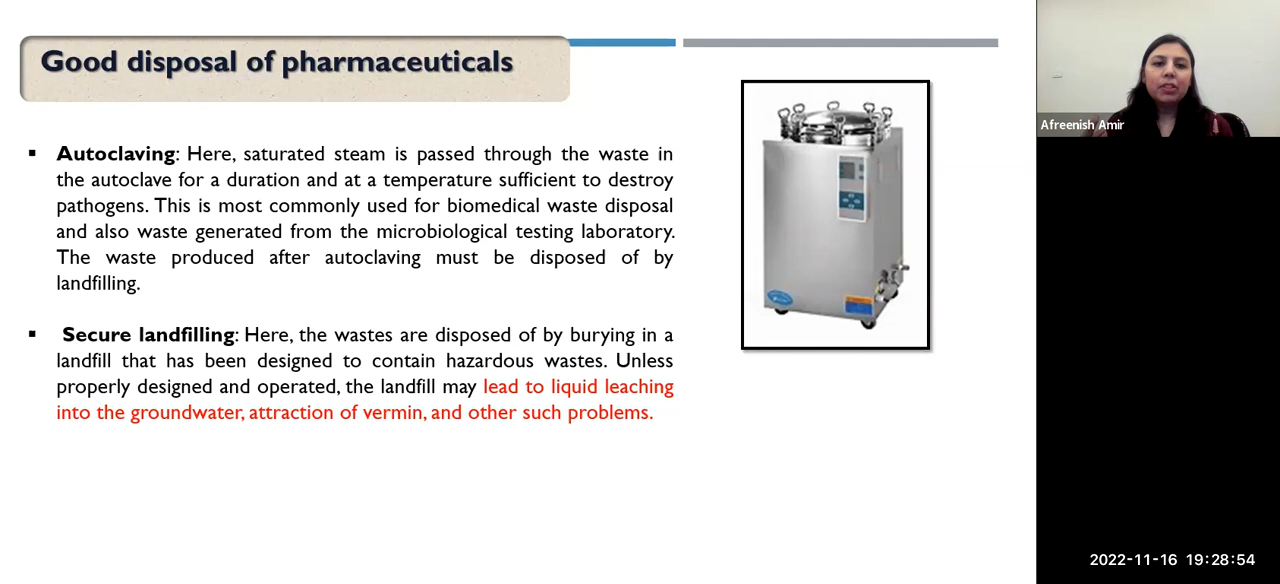 Good disposal of pharmaceuticals
▪ Autoclaving: Here, saturated steam is passed through the waste in
the autoclave for a duration and at a temperature sufficient to destroy
pathogens. This is most commonly used for biomedical waste disposal
and also waste generated from the microbiological testing laboratory.
The waste produced after autoclaving must be disposed of by
landfilling.
▪ Secure landfilling: Here, the wastes are disposed of by burying in a
landfill that has been designed to contain hazardous wastes. Unless
properly designed and operated, the landfill may lead to liquid leaching
into the groundwater, attraction of vermin, and other such problems.
Afreenish Amir
2022-11-16 19:28:54